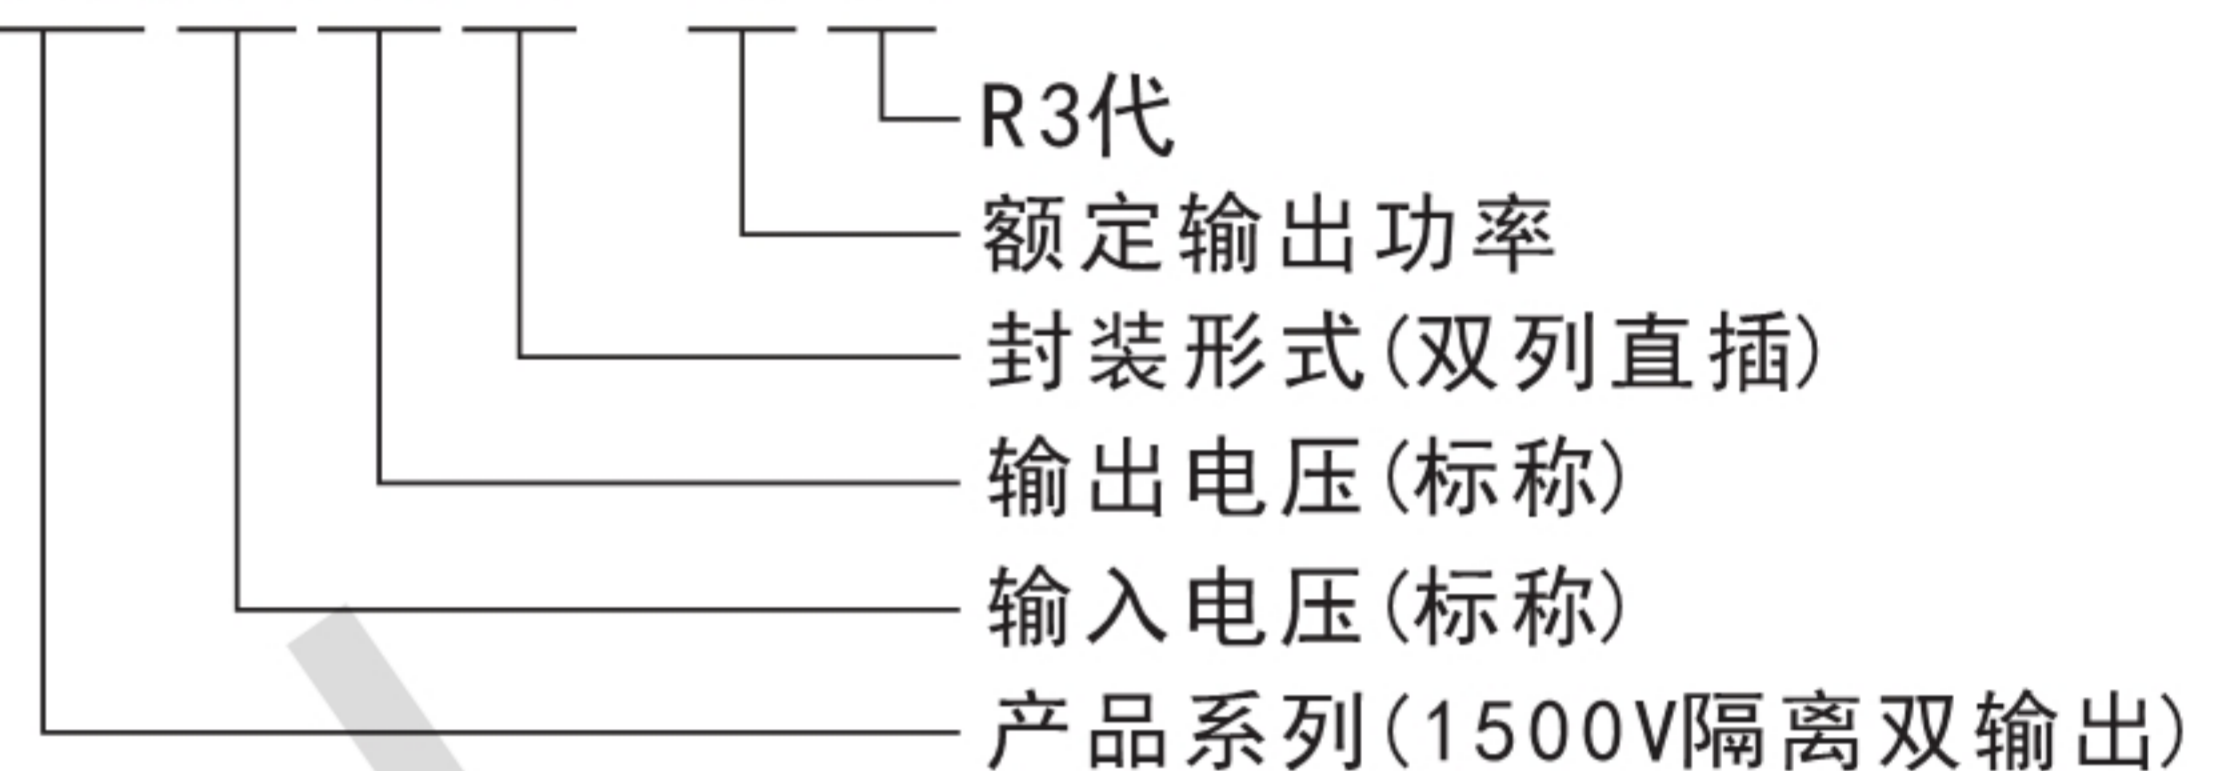 R3代
额定输出功率
封装形式(双列直插)
输出电压(标称)
输入电压(标称)
产品系列(1500V隔离双输出)